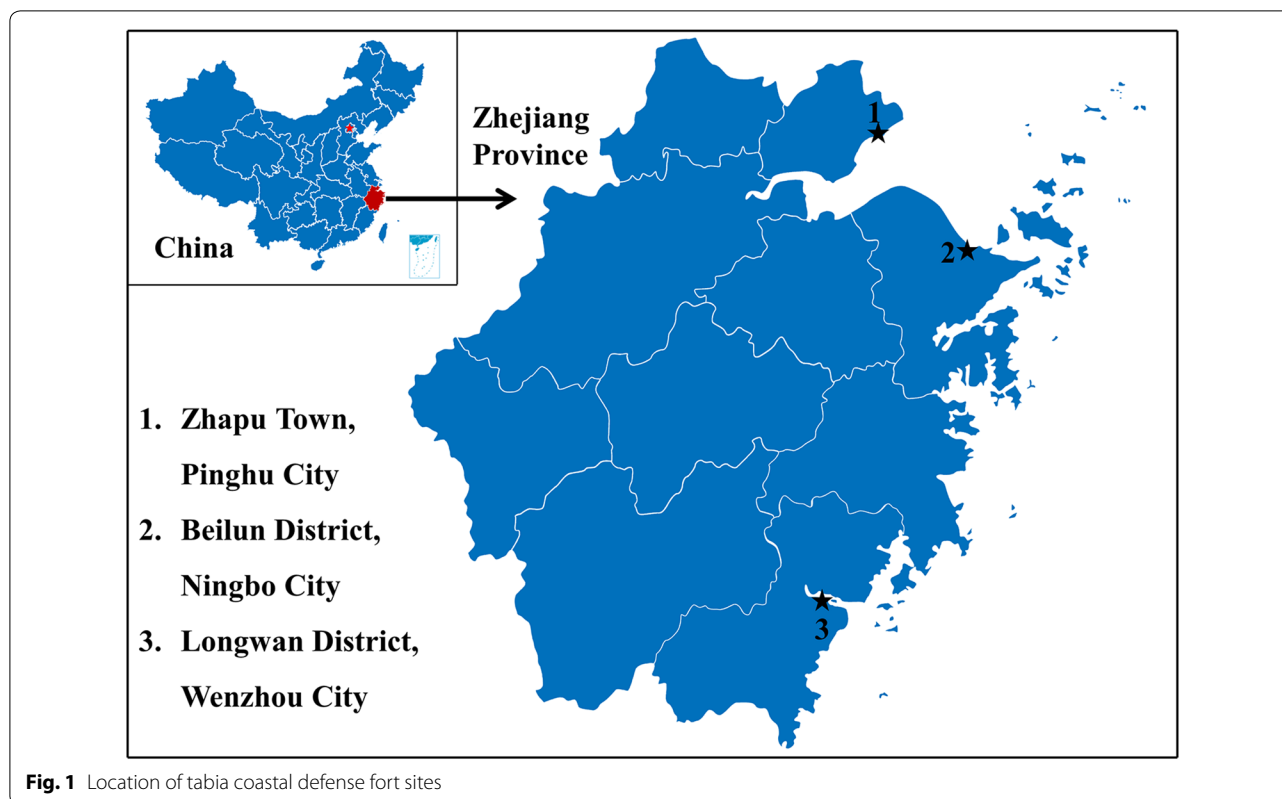 China
Zhejiang
Province
1
2
3
1. Zhapu Town,
Pinghu City
2. Beilun District,
Ningbo City
3. Longwan District,
Wenzhou City
Fig. 1 Location of tabia coastal defense fort sites